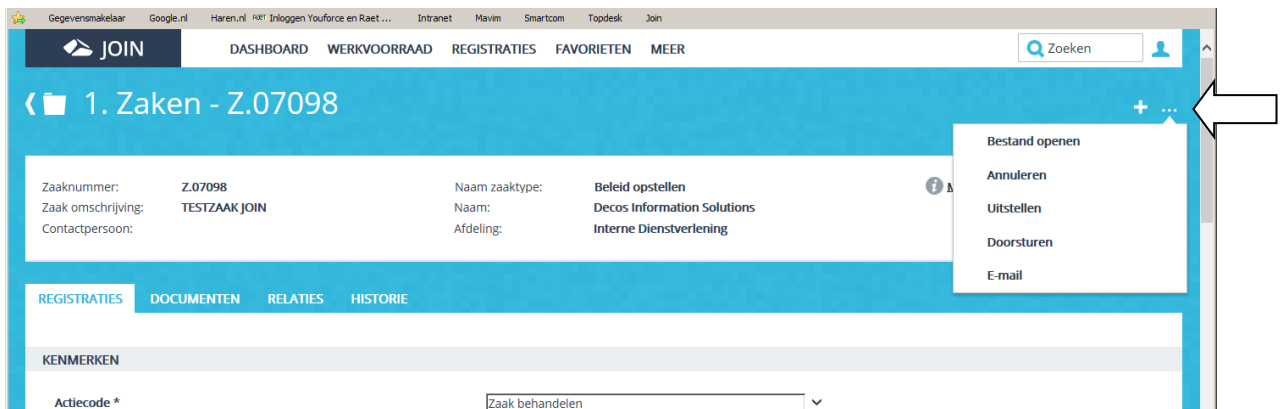 Gegevensmakelaar Google.nl Haren.nl RAET Inloggen Youforce en Raet ... Intranet Mavim Smartcom Topdesk Join
JOIN DASHBOARD WERKVOORRAAD REGISTRATIES FAVORIETEN MEER Zoeken
1. Zaken - Z.07098
+ ...
Bestand openen
Annuleren
Uitstellen
Doorsturen
E-mail
Zaaknummer: Z.07098 Naam zaaktype: Beleid opstellen
Zaak omschrijving: TESTZAAK JOIN Naam: Decos Information Solutions
Contactpersoon: Afdeling: Interne Dienstverlening
REGISTRATIES DOCUMENTEN RELATIES HISTORIE
KENMERKEN
Actiecode * Zaak behandelen